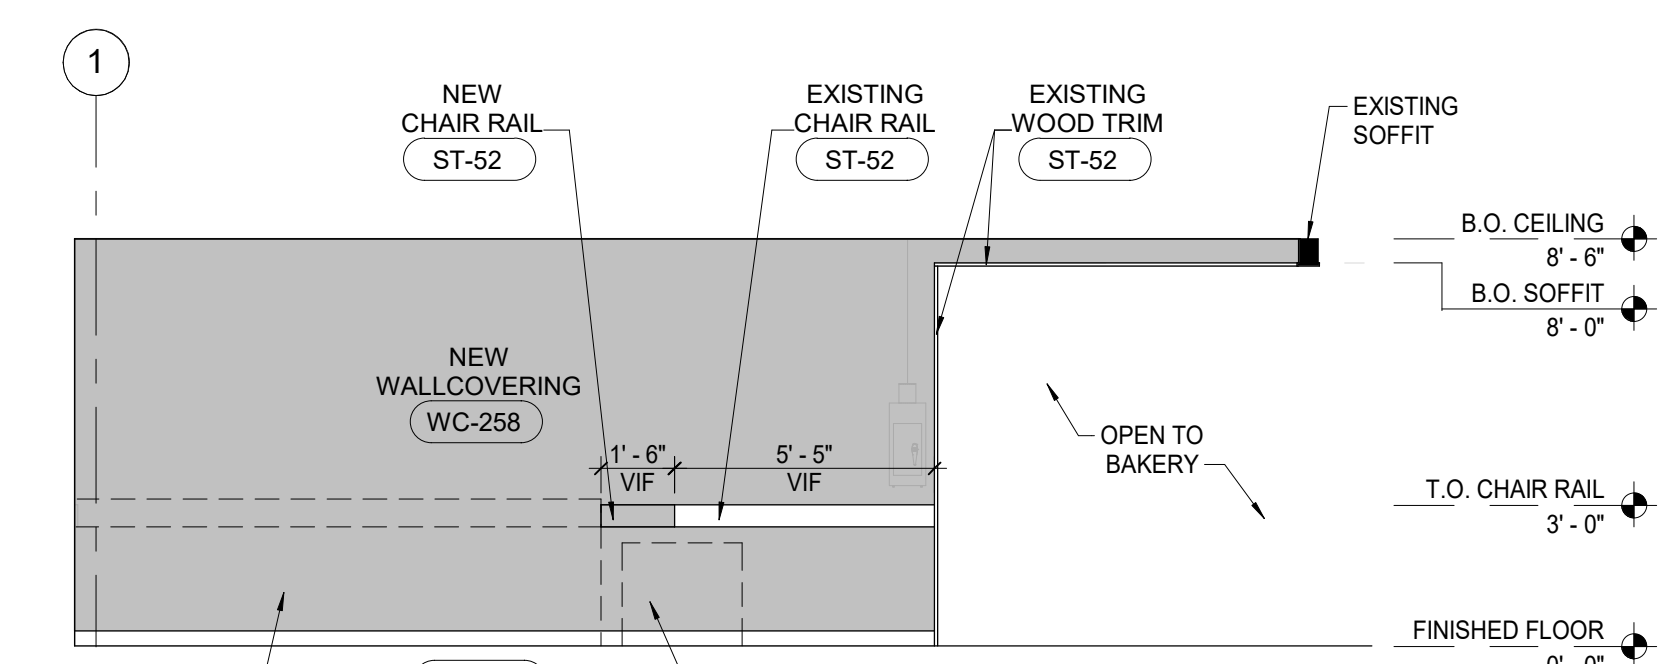 1
NEW
CHAIR RAIL
ST-52
EXISTING
CHAIR RAIL
ST-52
EXISTING
WOOD TRIM
ST-52
EXISTING
SOFFIT
B.O. CEILING
8' - 6"
B.O. SOFFIT
8' - 0"
NEW
WALLCOVERING
WC-258
1' - 6"
VIF
5' - 5"
VIF
OPEN TO
BAKERY
T.O. CHAIR RAIL
3' - 0"
FINISHED FLOOR
0' - 0"